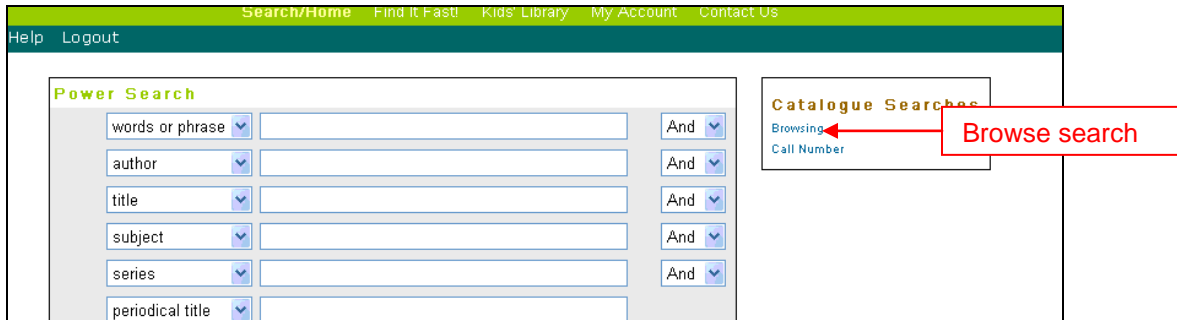 Search/Home Find It Fast! Kids' Library My Account Contact Us
Help Logout
Power Search
words or phrase And
author And
title And
subject And
series And
periodical title
Catalogue Searches
Browsing
Call Number
Browse search